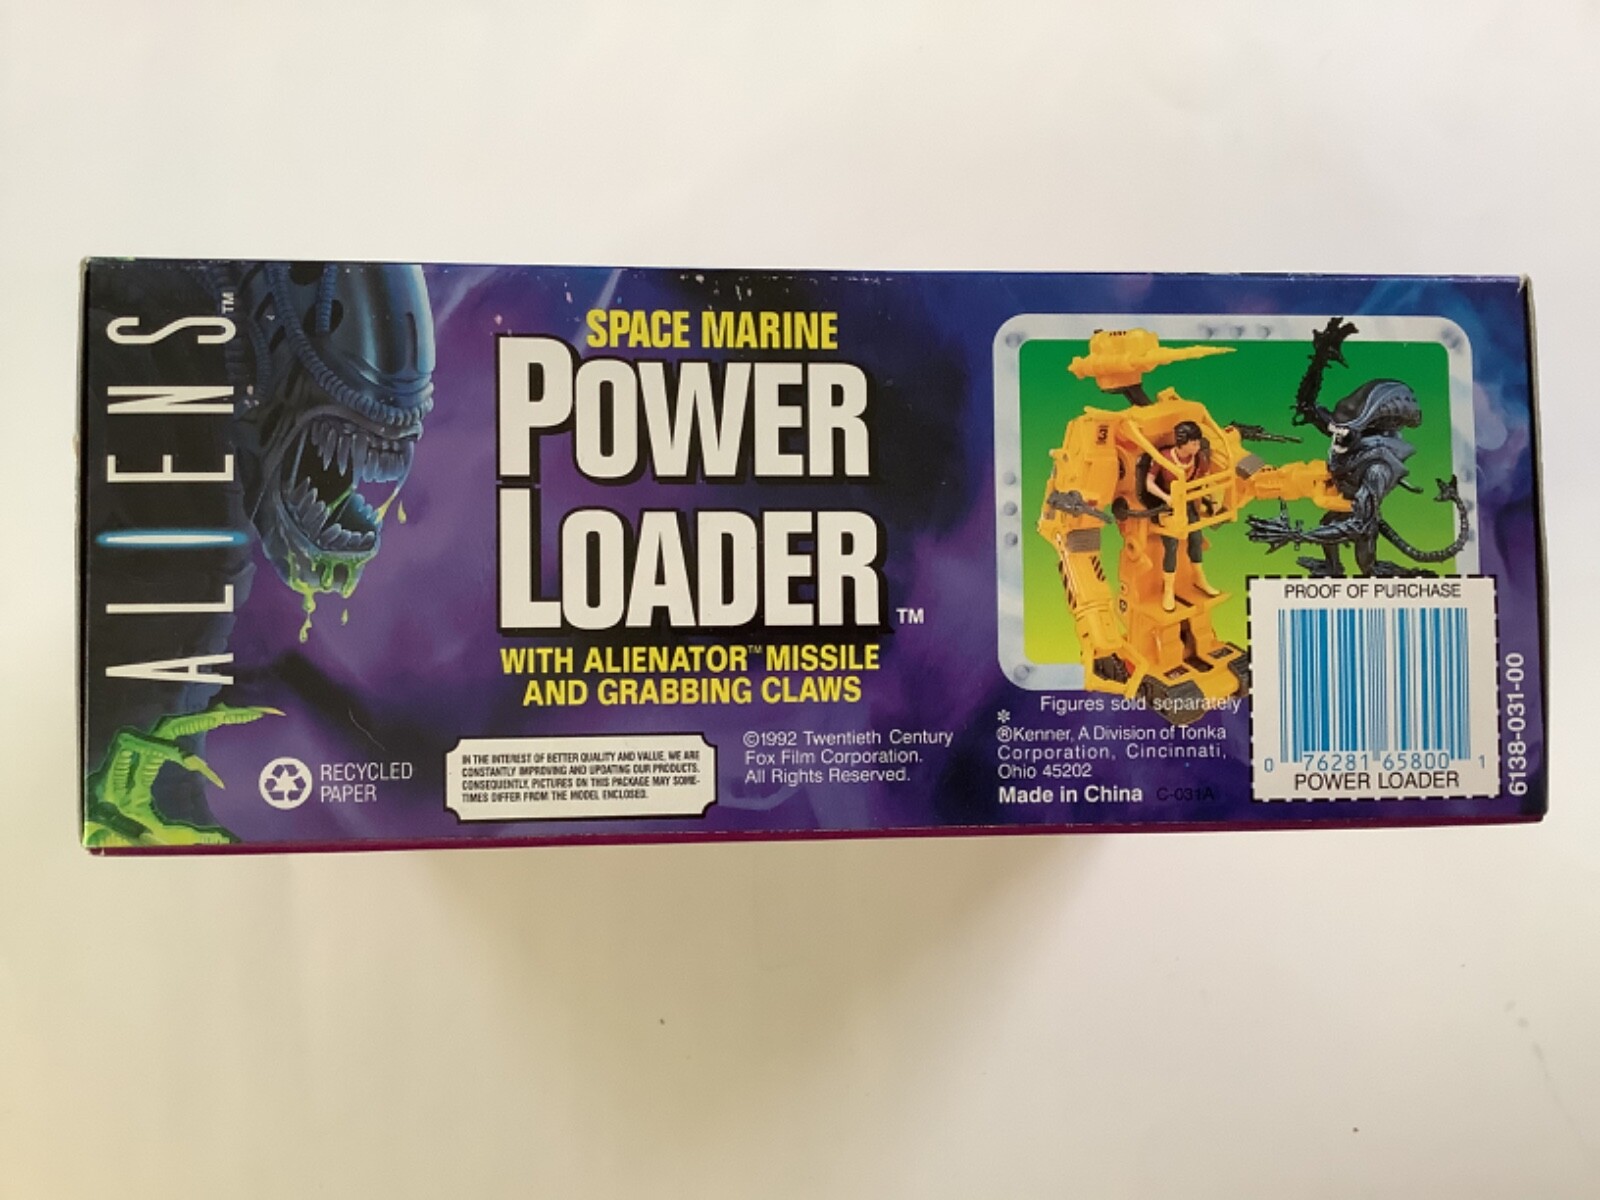 ALIENS™
SPACE MARINE
POWER
LOADER™
WITH ALIENATOR™ MISSILE
AND GRABBING CLAWS
RECYCLED
PAPER
IN THE INTEREST OF BETTER QUALITY AND VALUE, WE ARE
CONSTANTLY IMPROVING AND UPDATING OUR PRODUCTS.
CONSEQUENTLY, PICTURES ON THIS PACKAGE MAY SOME-
TIMES DIFFER FROM THE MODEL ENCLOSED.
©1992 Twentieth Century
Fox Film Corporation.
All Rights Reserved.
Figures sold separately
*
®Kenner, A Division of Tonka
Corporation, Cincinnati,
Ohio 45202
Made in China C-031A
PROOF OF PURCHASE
0 76281 65800 1
POWER LOADER
6138-031-00